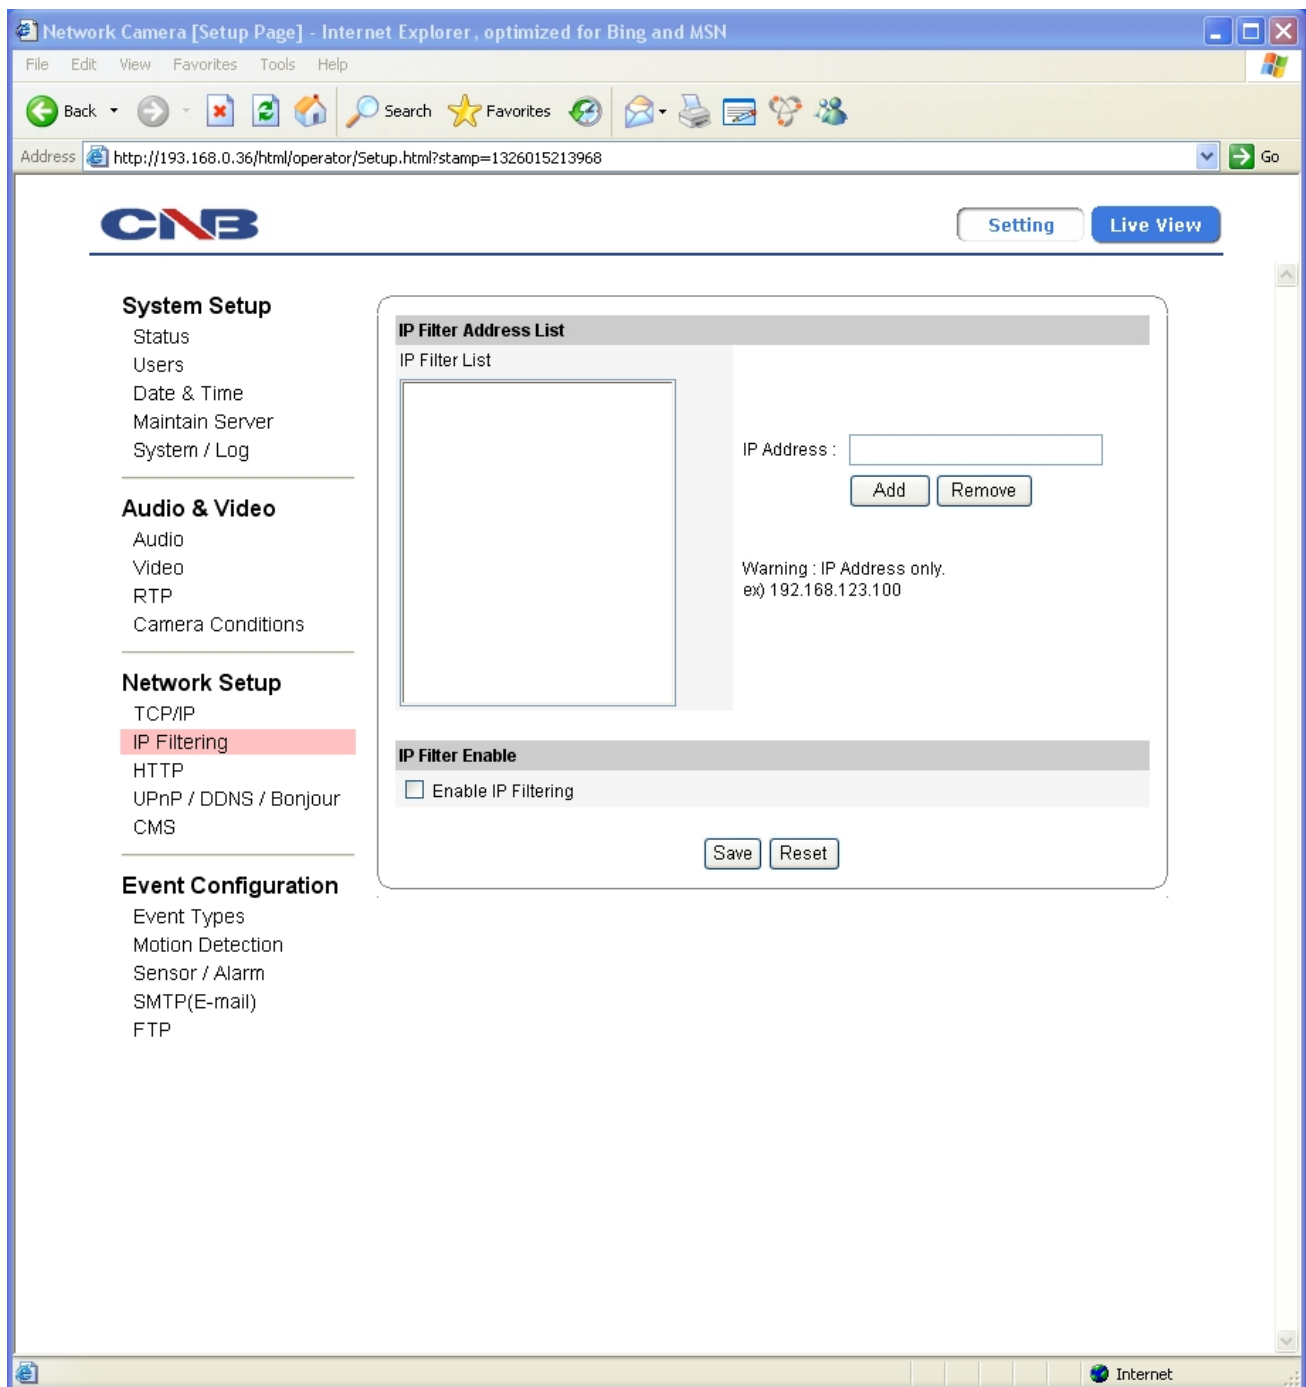 Network Camera [Setup Page] - Internet Explorer, optimized for Bing and MSN
File Edit View Favorites Tools Help
Back Search Favorites
Address http://193.168.0.36/html/operator/Setup.html?stamp=1326015213968 Go
CNB
Setting Live View
System Setup
Status
Users
Date & Time
Maintain Server
System / Log
Audio & Video
Audio
Video
RTP
Camera Conditions
Network Setup
TCP/IP
IP Filtering
HTTP
UPnP / DDNS / Bonjour
CMS
Event Configuration
Event Types
Motion Detection
Sensor / Alarm
SMTP(E-mail)
FTP
IP Filter Address List
IP Filter List
IP Address :
Add Remove
Warning : IP Address only.
ex) 192.168.123.100
IP Filter Enable
Enable IP Filtering
Save Reset
Internet